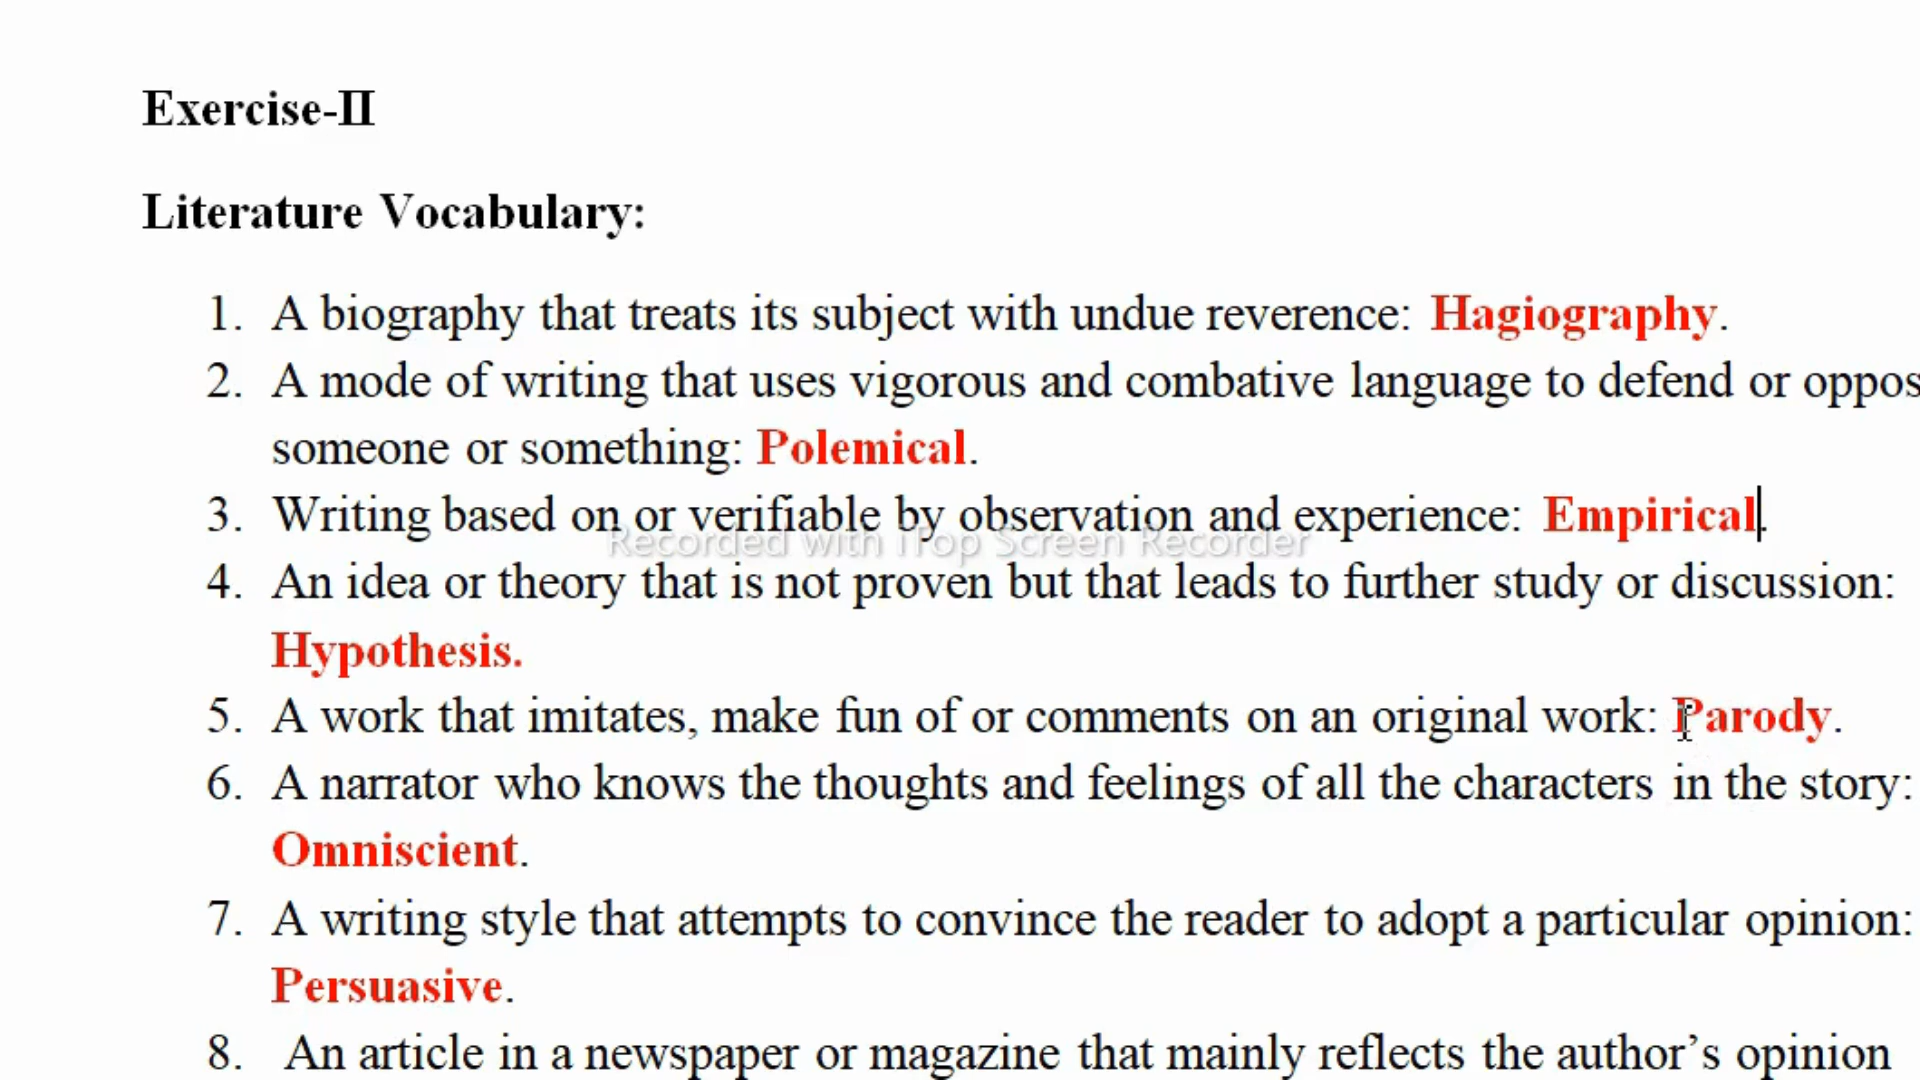 Exercise-II
Literature Vocabulary:
1. A biography that treats its subject with undue reverence: Hagiography.
2. A mode of writing that uses vigorous and combative language to defend or oppos
someone or something: Polemical.
3. Writing based on or verifiable by observation and experience: Empirical.
Recorded with iTop Screen Recorder
4. An idea or theory that is not proven but that leads to further study or discussion:
Hypothesis.
5. A work that imitates, make fun of or comments on an original work: Parody.
6. A narrator who knows the thoughts and feelings of all the characters in the story:
Omniscient.
7. A writing style that attempts to convince the reader to adopt a particular opinion:
Persuasive.
8. An article in a newspaper or magazine that mainly reflects the author’s opinion